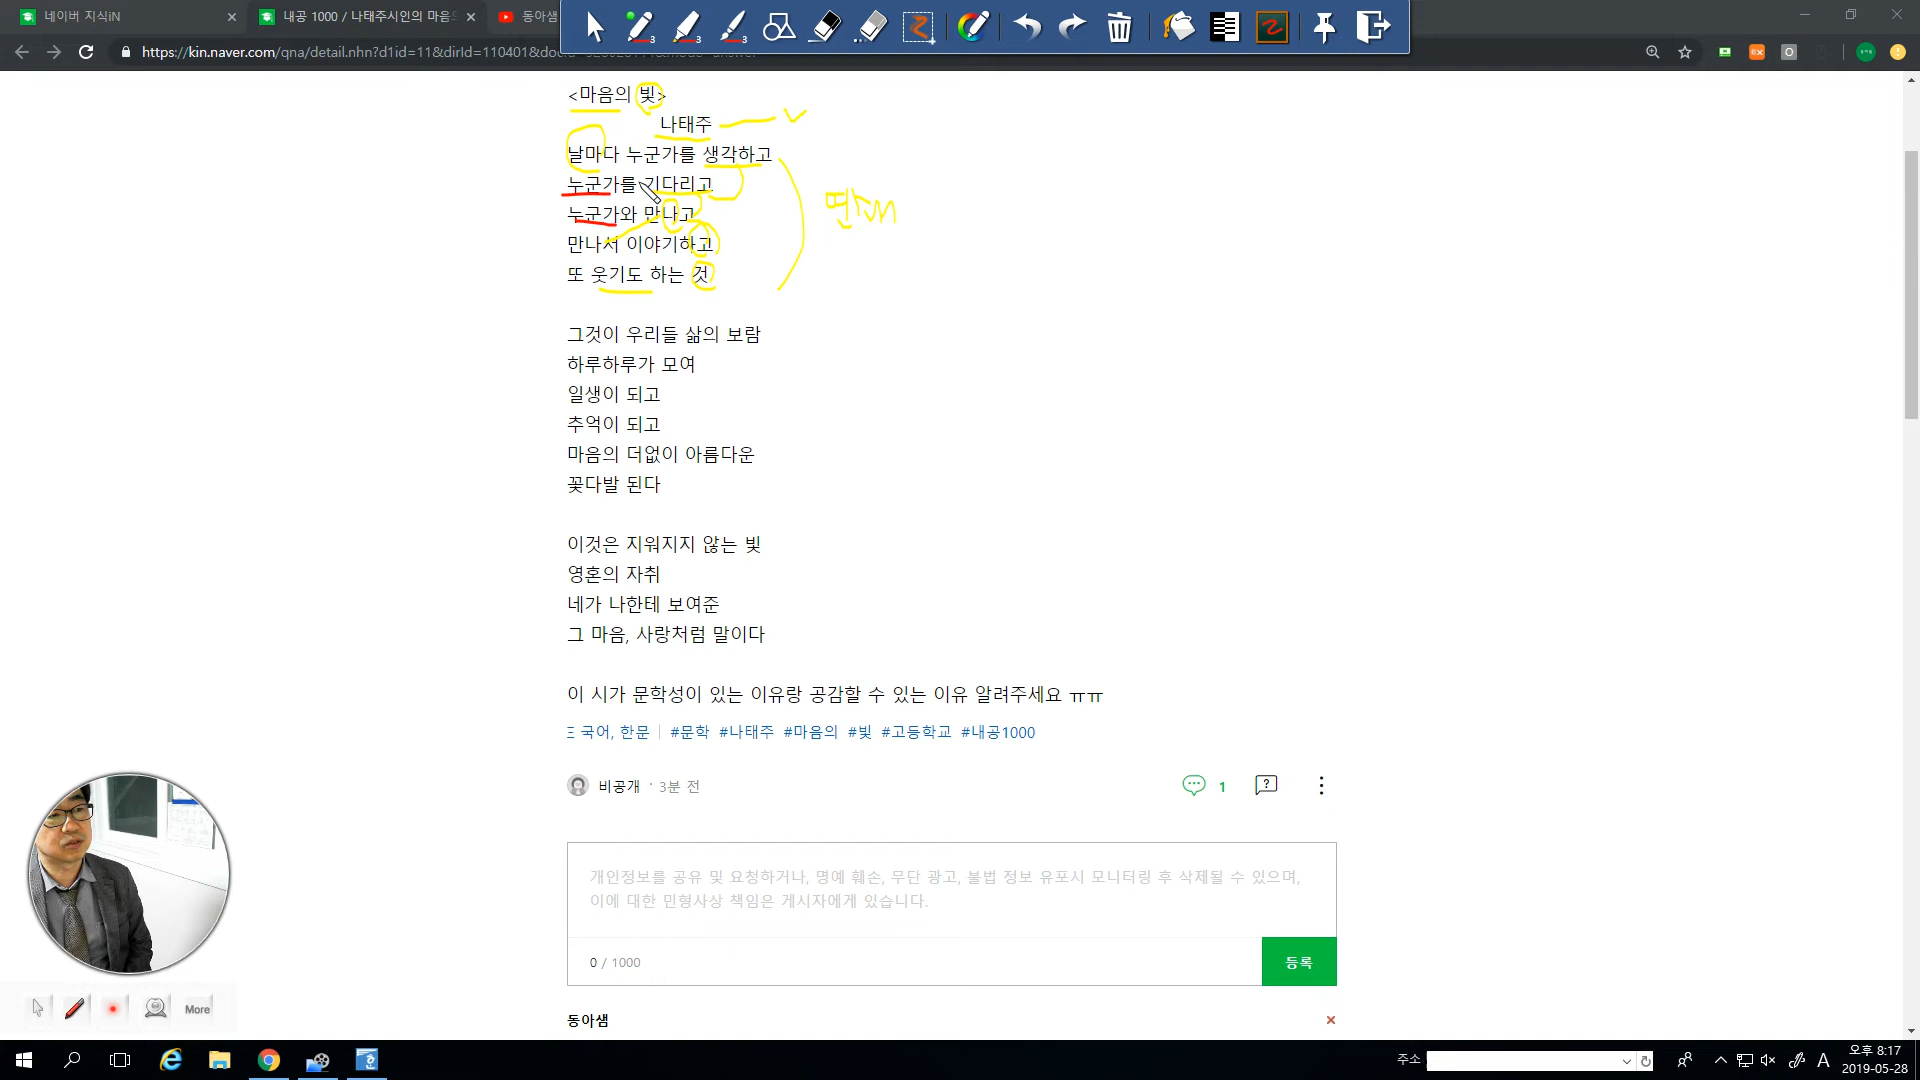 네이버 지식iN
내공 1000 / 나태주시인의 마음의
동아샘
https://kin.naver.com/qna/detail.nhn?d1id=11&dirId=110401&
<마음의 빛>
나태주
날마다 누군가를 생각하고
누군가를 기다리고
누군가와 만나고
만나서 이야기하고
또 웃기도 하는 것
그것이 우리들 삶의 보람
하루하루가 모여
일생이 되고
추억이 되고
마음의 더없이 아름다운
꽃다발 된다
이것은 지워지지 않는 빛
영혼의 자취
네가 나한테 보여준
그 마음, 사랑처럼 말이다
이 시가 문학성이 있는 이유랑 공감할 수 있는 이유 알려주세요 ㅠㅠ
국어, 한문 #문학 #나태주 #마음의 #빛 #고등학교 #내공1000
비공개 · 3분 전
1
개인정보를 공유 및 요청하거나, 명예 훼손, 무단 광고, 불법 정보 유포시 모니터링 후 삭제될 수 있으며,
이에 대한 민형사상 책임은 게시자에게 있습니다.
0 / 1000
등록
동아샘
More
주소
A
오후 8:17
2019-05-28